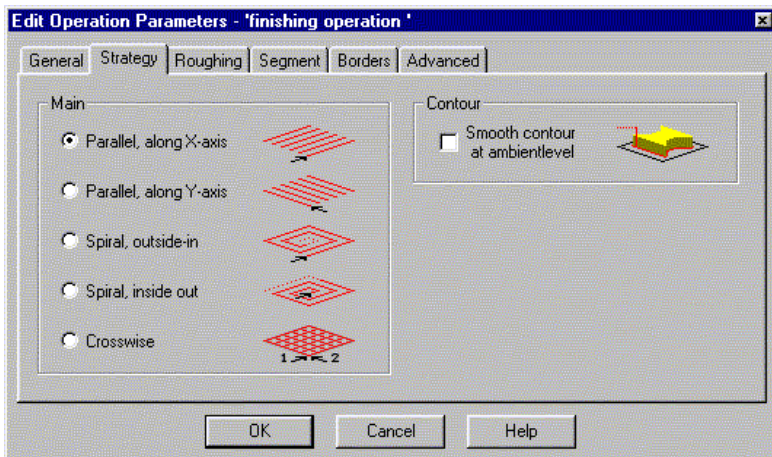 Edit Operation Parameters - 'finishing operation '
General Strategy Roughing Segment Borders Advanced
Main
Parallel, along X-axis
Parallel, along Y-axis
Spiral, outside-in
Spiral, inside out
Crosswise
1 2
Contour
Smooth contour
at ambientlevel
OK Cancel Help